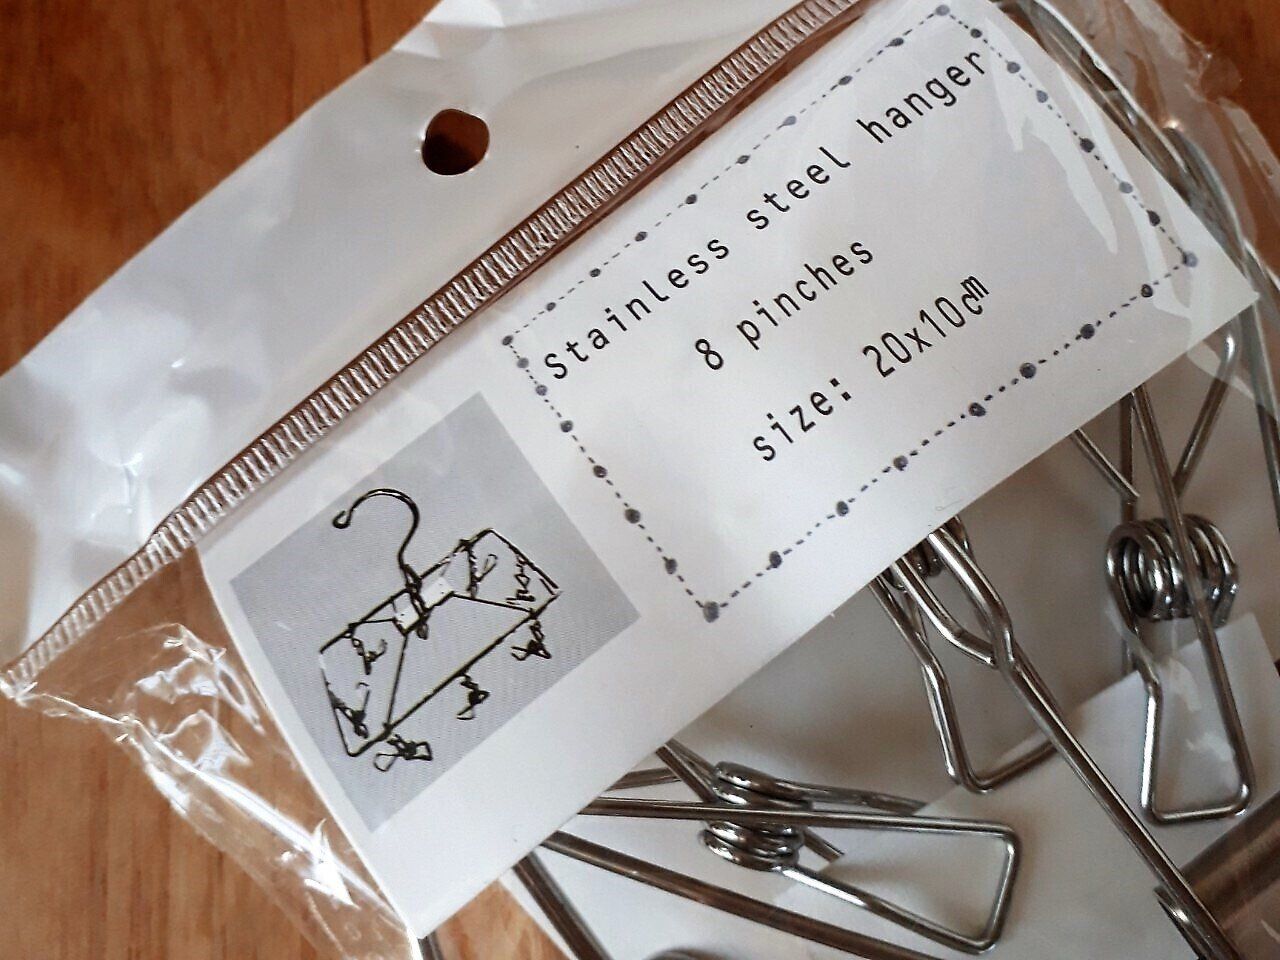 Stainless steel hanger
8 pinches
size: 20x10cm